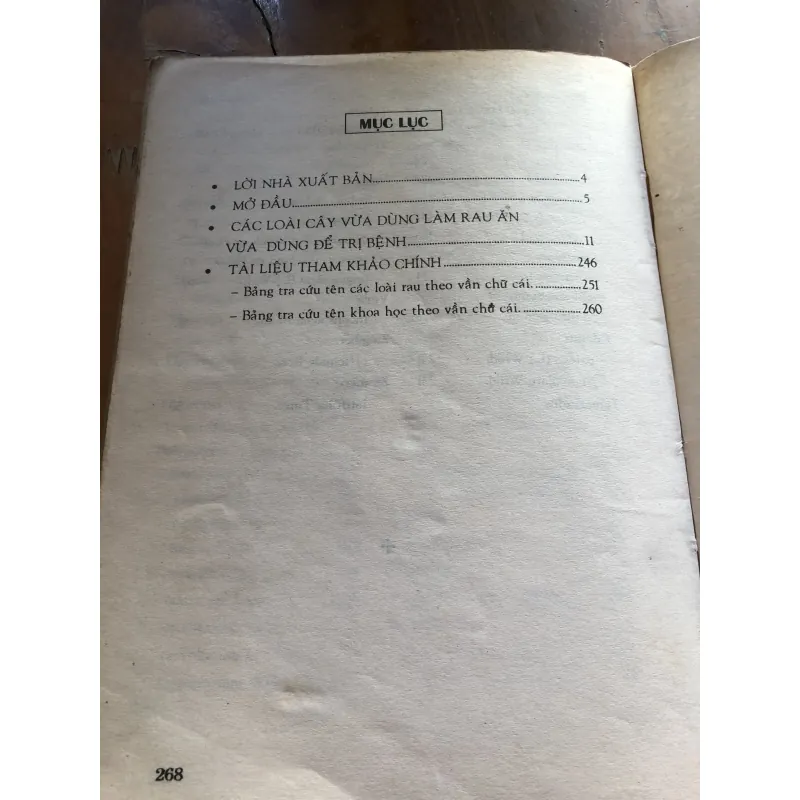 MỤC LỤC
• LỜI NHÀ XUẤT BẢN 4
• MỞ ĐẦU 5
• CÁC LOÀI CÂY VỪA DÙNG LÀM RAU ĂN
VỪA DÙNG ĐỂ TRỊ BỆNH 11
• TÀI LIỆU THAM KHẢO CHÍNH 246
– Bảng tra cứu tên các loài rau theo vần chữ cái. 251
– Bảng tra cứu tên khoa học theo vần chữ cái. 260
268